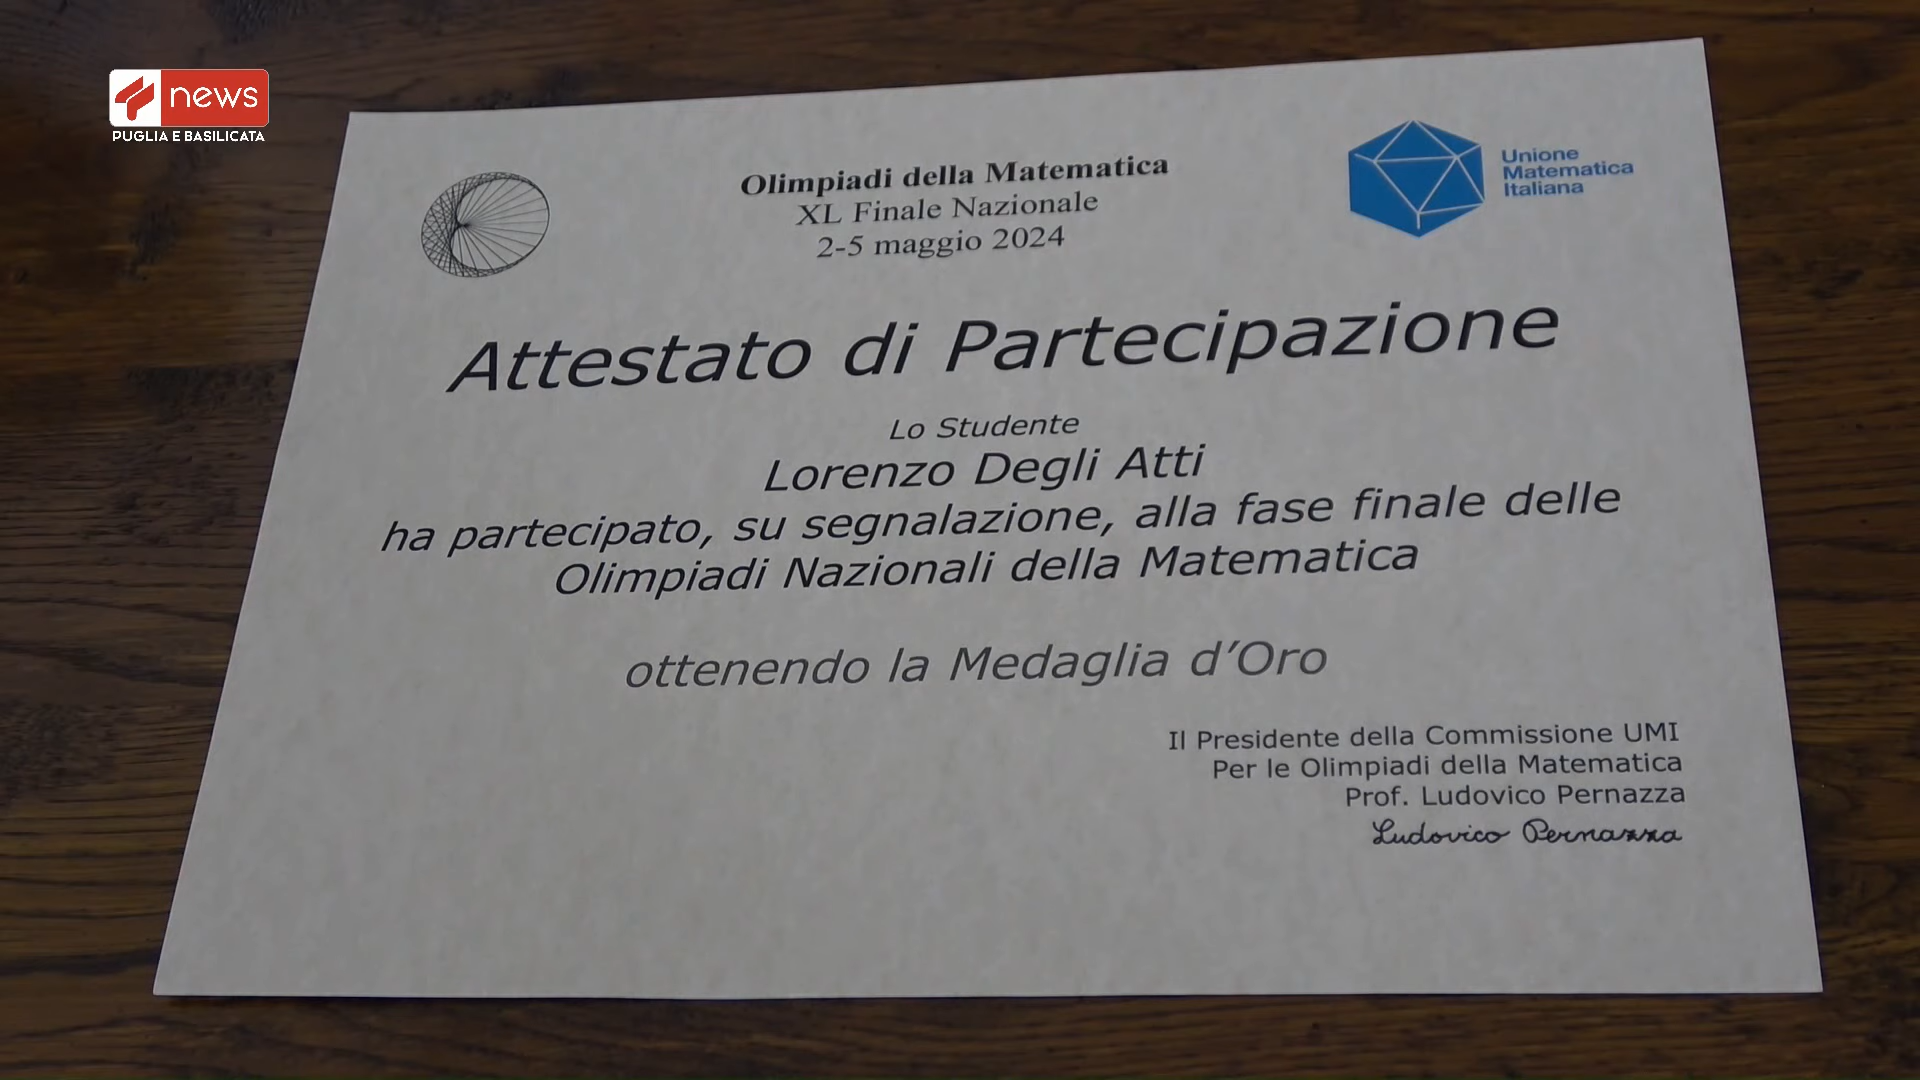 news
PUGLIA E BASILICATA
Olimpiadi della Matematica
XL Finale Nazionale
2-5 maggio 2024
Unione
Matematica
Italiana
Attestato di Partecipazione
Lo Studente
Lorenzo Degli Atti
ha partecipato, su segnalazione, alla fase finale delle
Olimpiadi Nazionali della Matematica
ottenendo la Medaglia d’Oro
Il Presidente della Commissione UMI
Per le Olimpiadi della Matematica
Prof. Ludovico Pernazza
Ludovico Pernazza